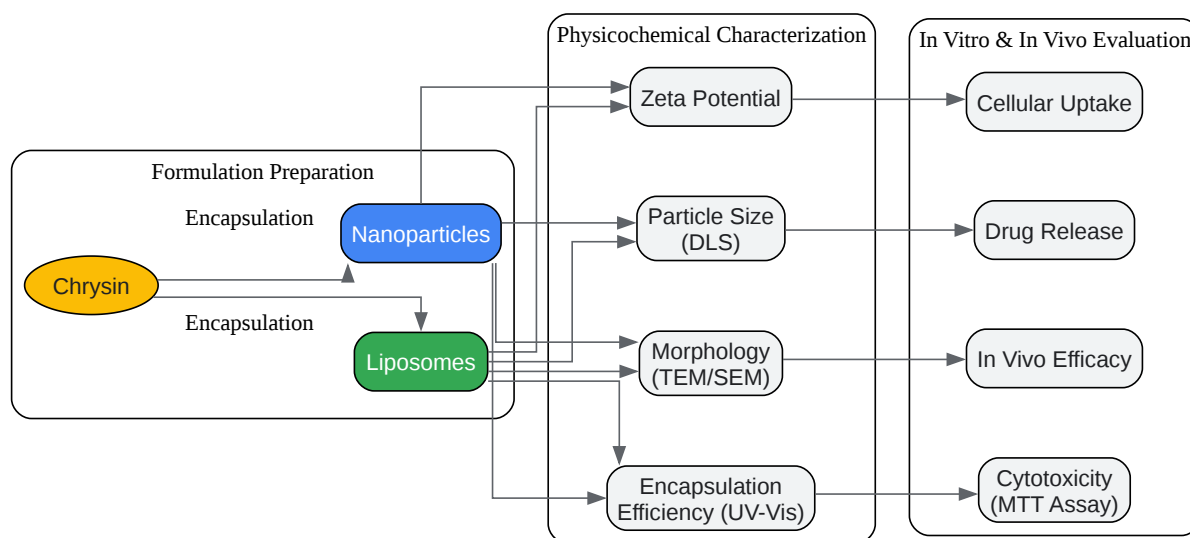 Physicochemical Characterization
In Vitro & In Vivo Evaluation
Zeta Potential
Cellular Uptake
Formulation Preparation
Encapsulation
Nanoparticles
Particle Size
(DLS)
Drug Release
Chrysin
Encapsulation
Liposomes
Morphology
(TEM/SEM)
In Vivo Efficacy
Encapsulation
Efficiency (UV-Vis)
Cytotoxicity
(MTT Assay)